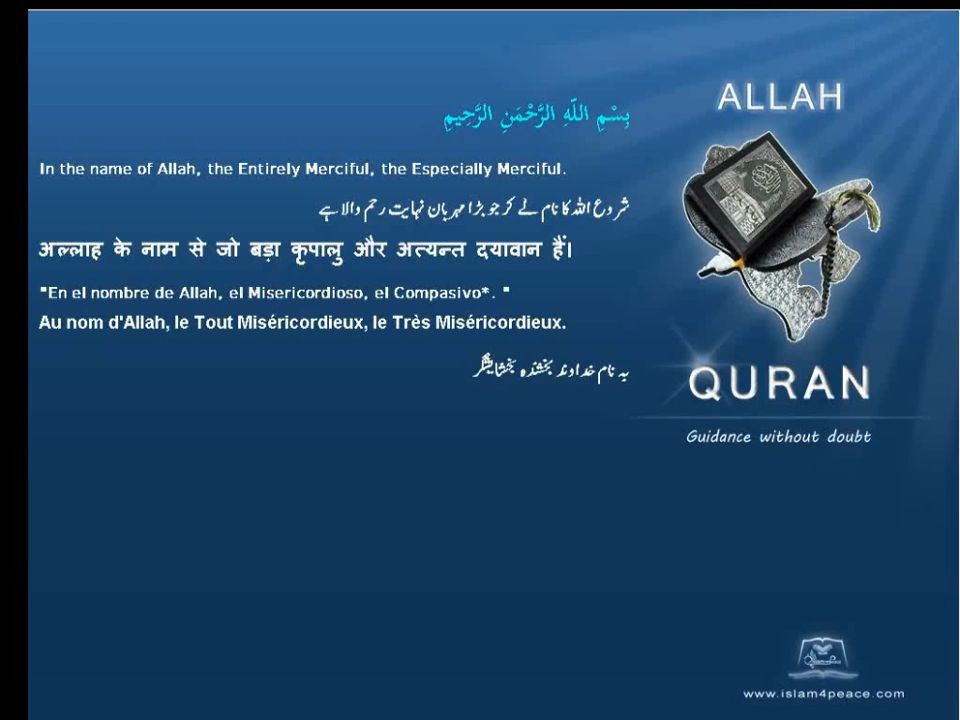 بِسْمِ اللّهِ الرَّحْمَنِ الرَّحِيمِ
In the name of Allah, the Entirely Merciful, the Especially Merciful.
شروع الله کا نام لے کر جو بڑا مہربان نہایت رحم والا ہے
अल्लाह के नाम से जो बड़ा कृपालु और अत्यन्त दयावान हैं।
"En el nombre de Allah, el Misericordioso, el Compasivo*. "
Au nom d'Allah, le Tout Miséricordieux, le Très Miséricordieux.
به نام خداوند بخشنده بخشایشگر
ALLAH
QURAN
Guidance without doubt
www.islam4peace.com